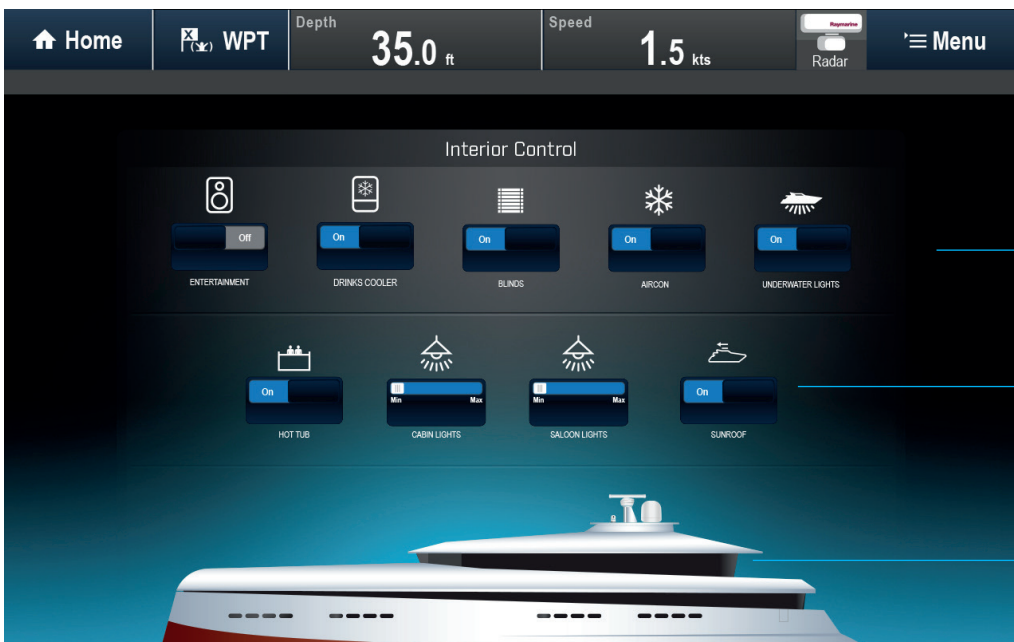 Home WPT Depth 35.0 ft Speed 1.5 kts Raymarine Radar Menu
Interior Control
Off On On On On
ENTERTAINMENT DRINKS COOLER BLINDS AIRCON UNDERWATER LIGHTS
On Min Max Min Max On
HOT TUB CABIN LIGHTS SALOON LIGHTS SUNROOF